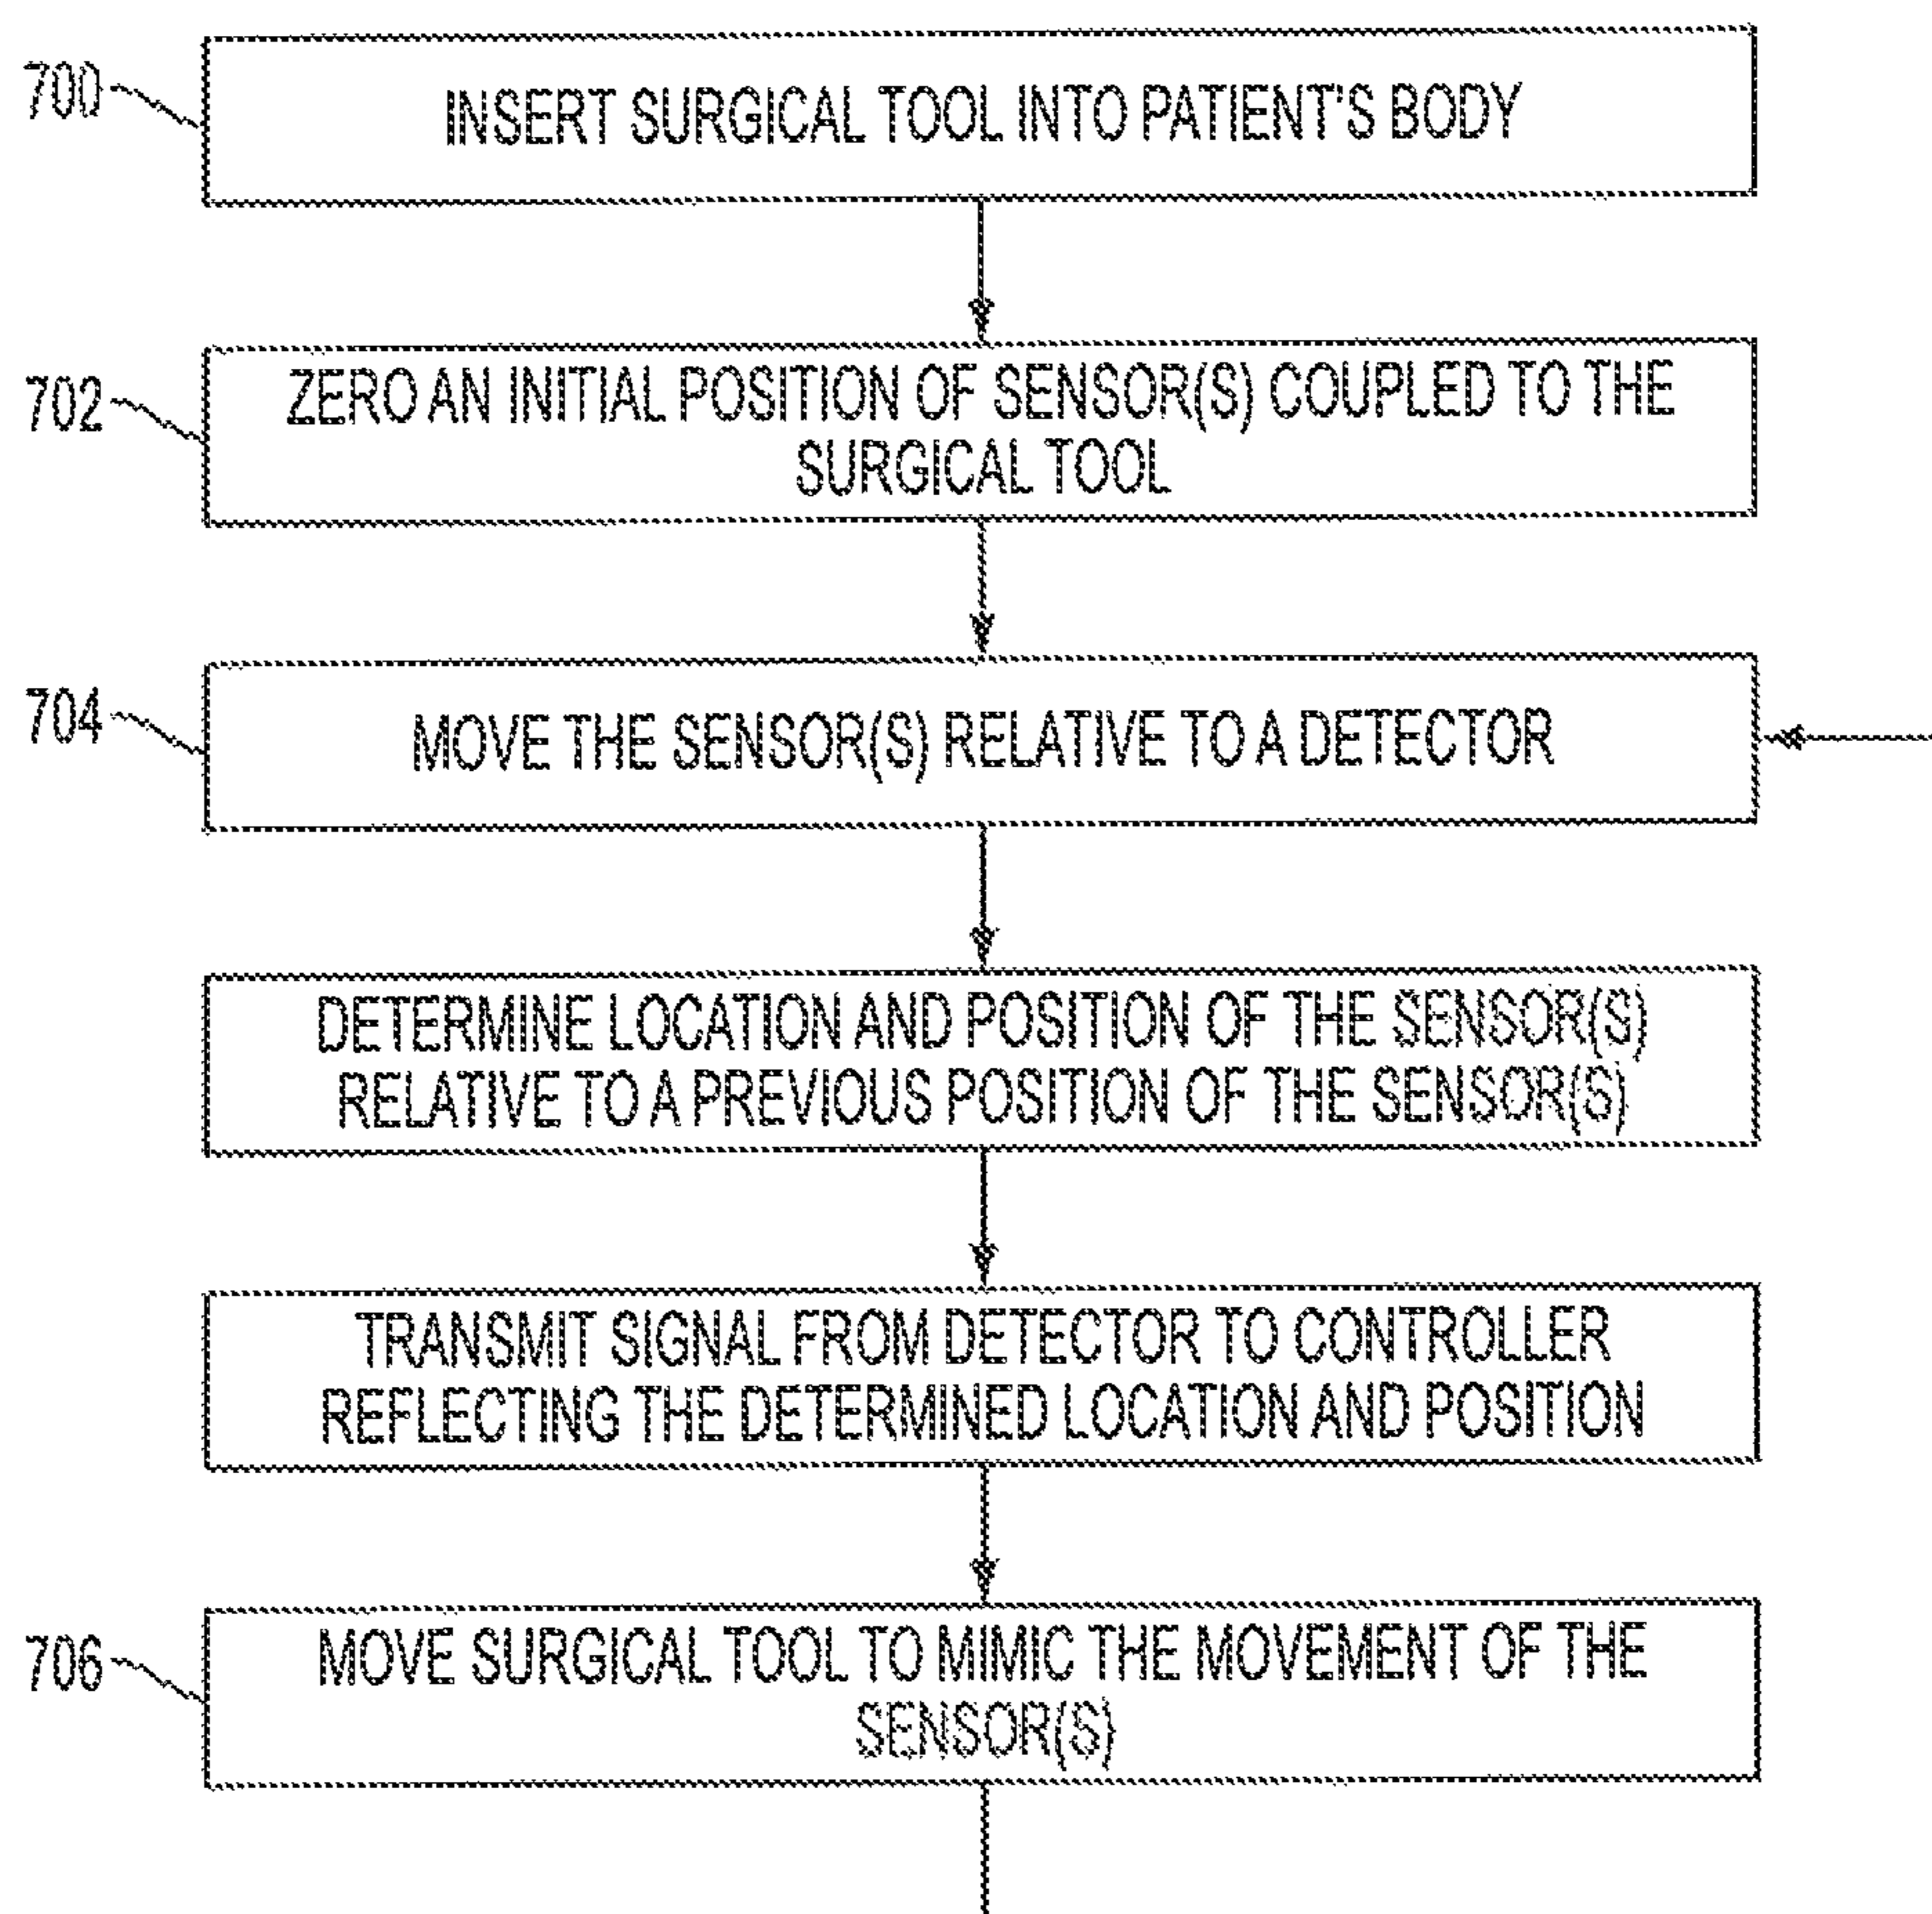 700
INSERT SURGICAL TOOL INTO PATIENT'S BODY
702
ZERO AN INITIAL POSITION OF SENSOR(S) COUPLED TO THE
SURGICAL TOOL
704
MOVE THE SENSOR(S) RELATIVE TO A DETECTOR
DETERMINE LOCATION AND POSITION OF THE SENSOR(S)
RELATIVE TO A PREVIOUS POSITION OF THE SENSOR(S)
TRANSMIT SIGNAL FROM DETECTOR TO CONTROLLER
REFLECTING THE DETERMINED LOCATION AND POSITION
706
MOVE SURGICAL TOOL TO MIMIC THE MOVEMENT OF THE
SENSOR(S)